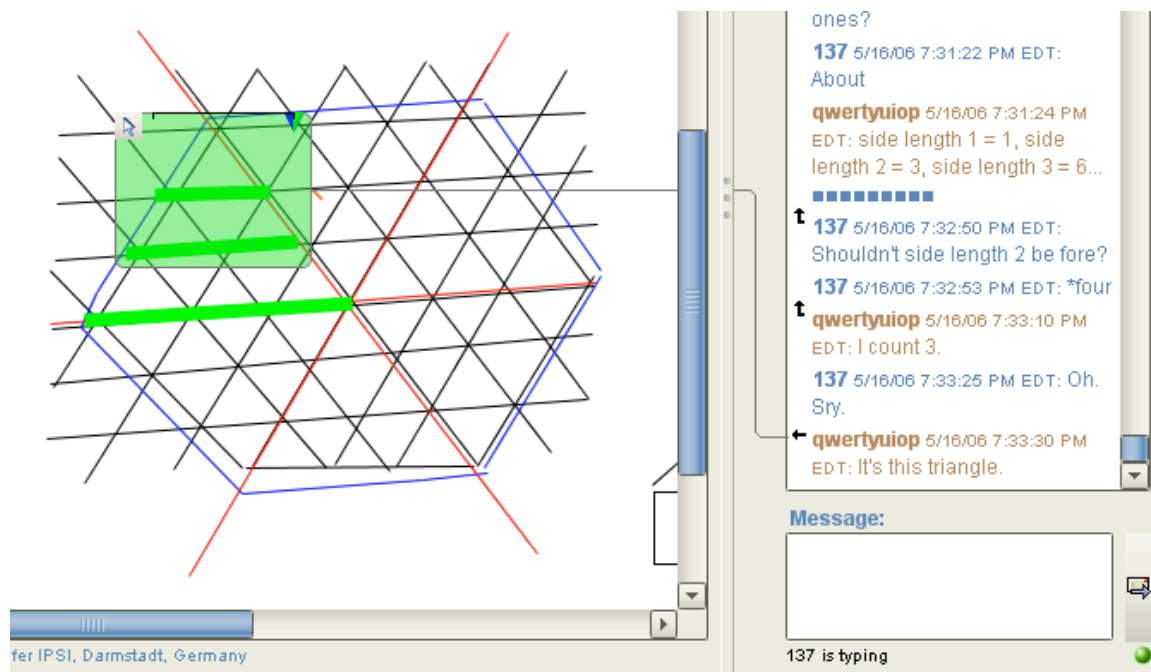 ones?
137 5/16/06 7:31:22 PM EDT:
About
qwertyuiop 5/16/06 7:31:24 PM
EDT: side length 1 = 1, side
length 2 = 3, side length 3 = 6...
137 5/16/06 7:32:50 PM EDT:
Shouldn't side length 2 be fore?
137 5/16/06 7:32:53 PM EDT: *four
qwertyuiop 5/16/06 7:33:10 PM
EDT: I count 3.
137 5/16/06 7:33:25 PM EDT: Oh.
Sry.
qwertyuiop 5/16/06 7:33:30 PM
EDT: It's this triangle.
Message:
fer IPSI, Darmstadt, Germany
137 is typing